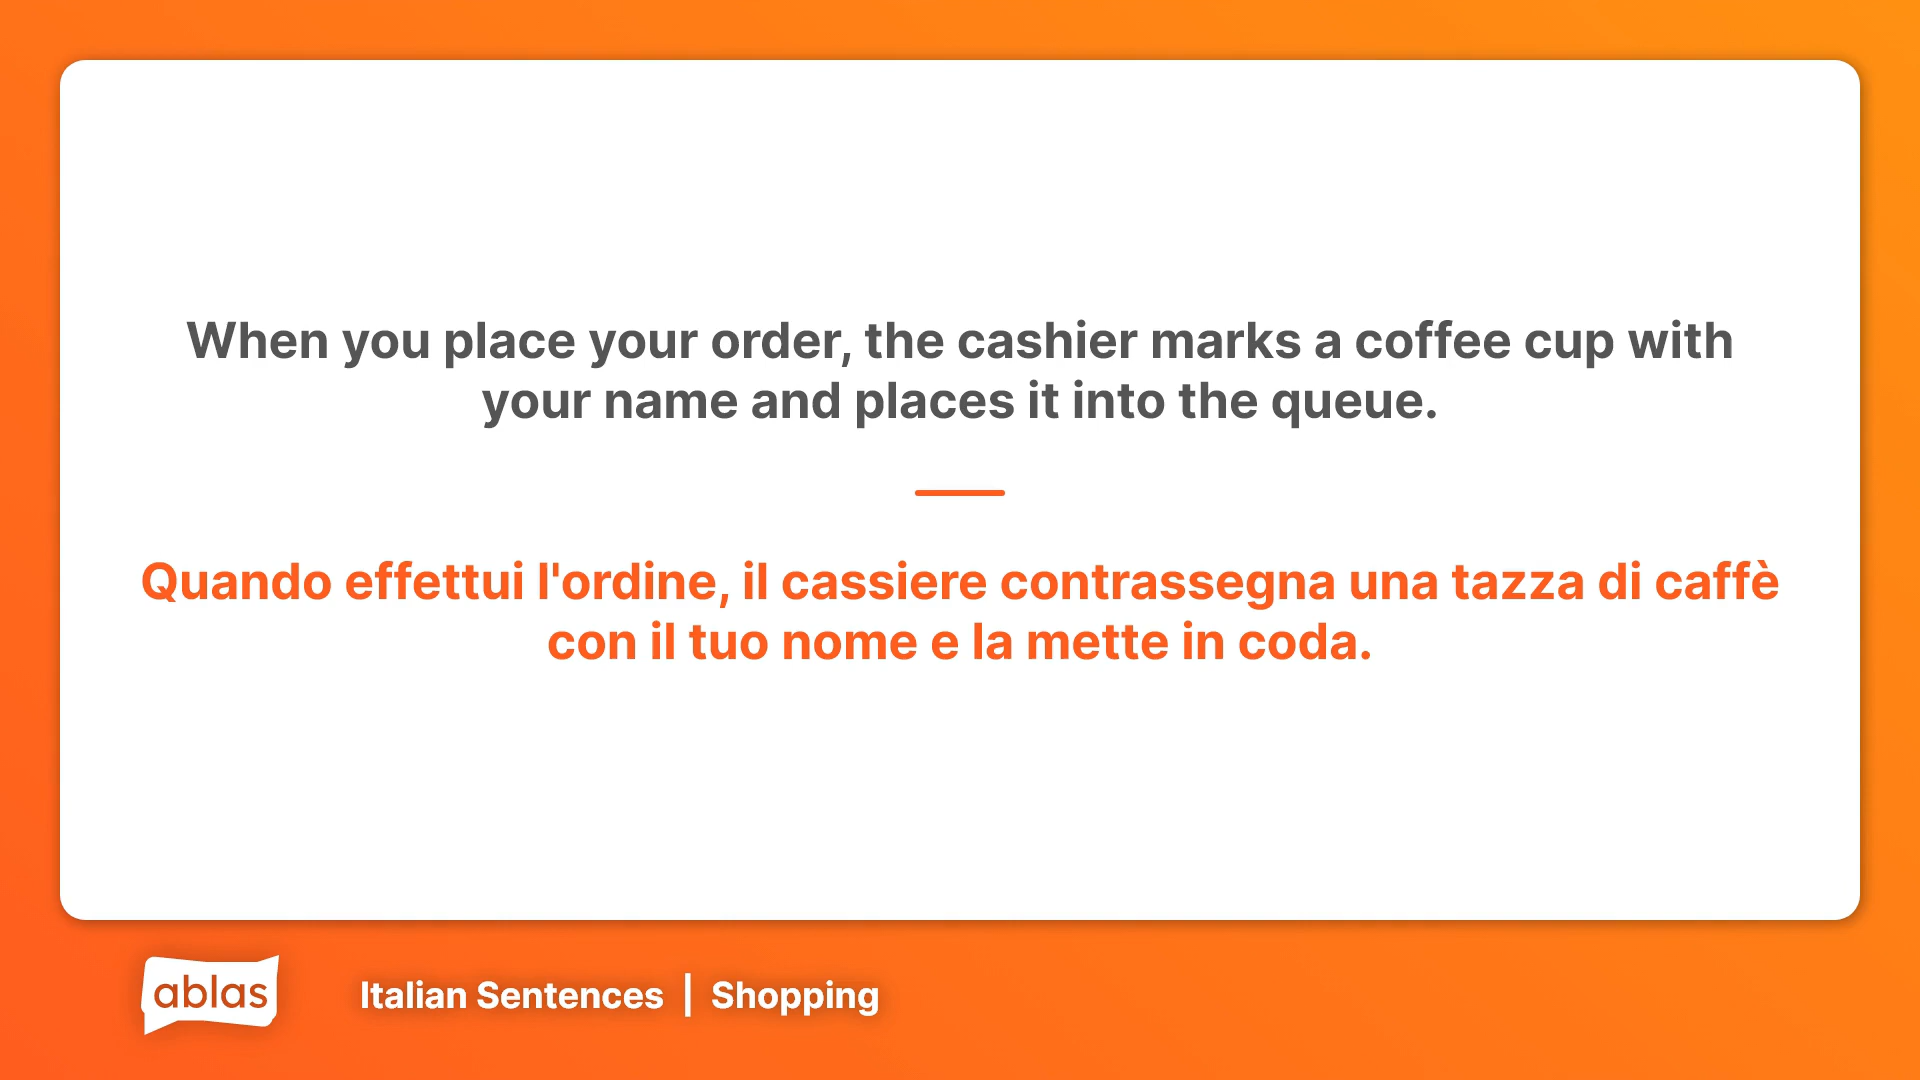 When you place your order, the cashier marks a coffee cup with
your name and places it into the queue.
Quando effettui l'ordine, il cassiere contrassegna una tazza di caffè
con il tuo nome e la mette in coda.
ablas
Italian Sentences | Shopping